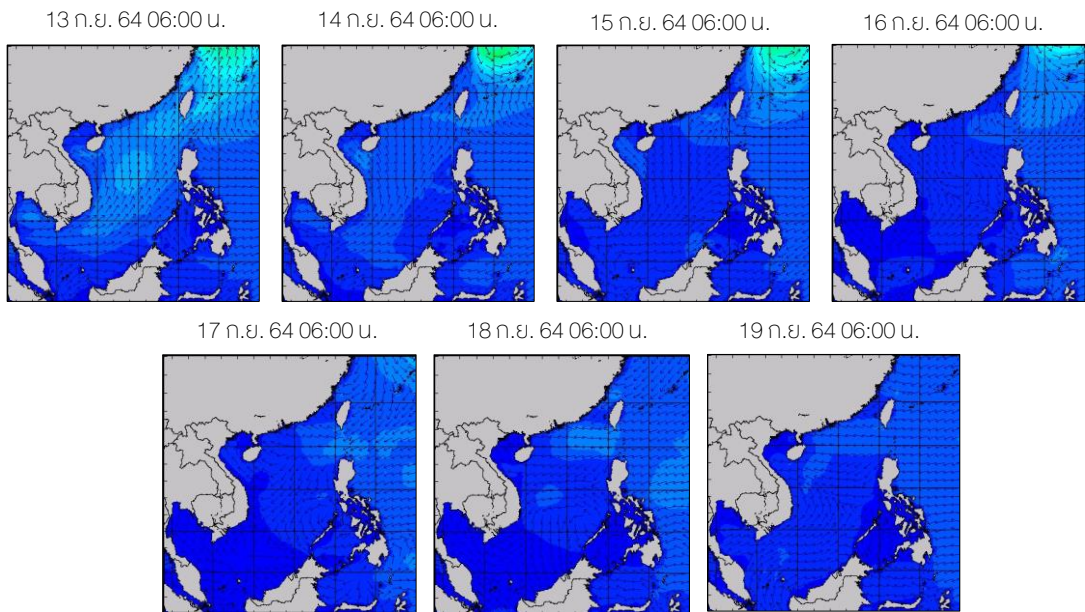 13 ก.ย. 64 06:00 น.
14 ก.ย. 64 06:00 น.
15 ก.ย. 64 06:00 น.
16 ก.ย. 64 06:00 น.
17 ก.ย. 64 06:00 น.
18 ก.ย. 64 06:00 น.
19 ก.ย. 64 06:00 น.